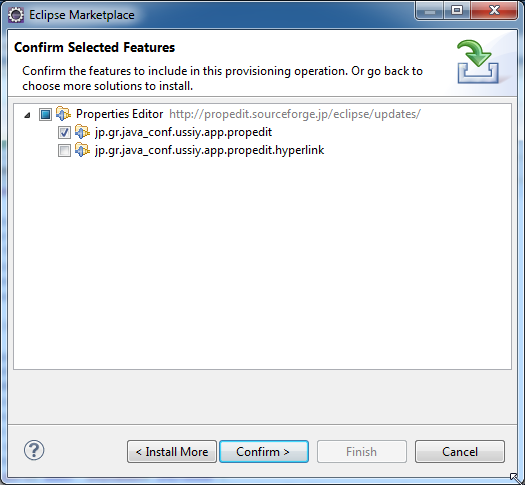 Eclipse Marketplace
Confirm Selected Features
Confirm the features to include in this provisioning operation. Or go back to
choose more solutions to install.
Properties Editor http://propedit.sourceforge.jp/eclipse/updates/
jp.gr.java_conf.ussiy.app.propedit
jp.gr.java_conf.ussiy.app.propedit.hyperlink
< Install More Confirm > Finish Cancel